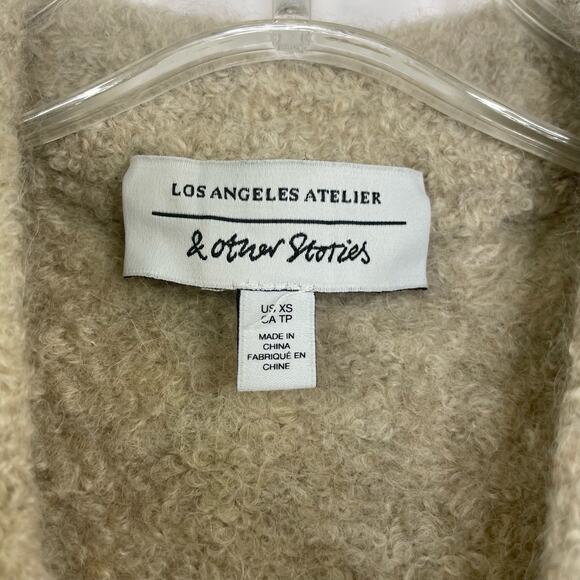 LOS ANGELES ATELIER
& other Stories
US XS
CA TP
MADE IN
CHINA
FABRIQUÉ EN
CHINE